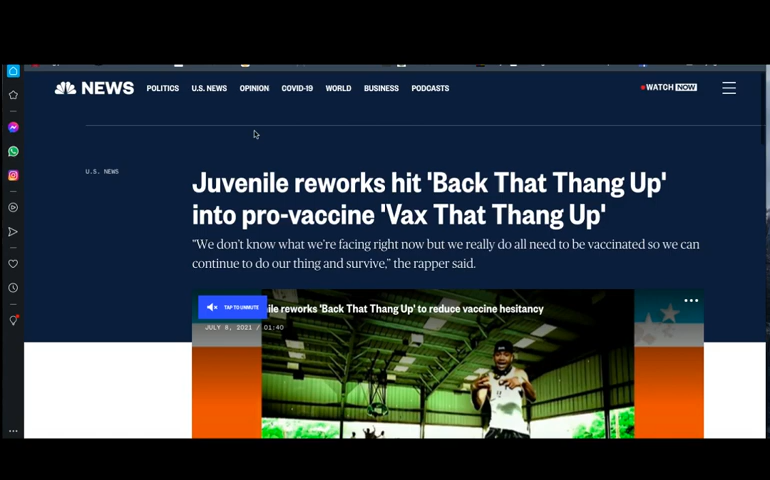 NEWS POLITICS U.S. NEWS OPINION COVID-19 WORLD BUSINESS PODCASTS WATCH NOW
U.S. NEWS
Juvenile reworks hit 'Back That Thang Up'
into pro-vaccine 'Vax That Thang Up'
"We don't know what we're facing right now but we really do all need to be vaccinated so we can
continue to do our thing and survive," the rapper said.
TAP TO UNMUTE
ile reworks 'Back That Thang Up' to reduce vaccine hesitancy
JULY 8, 2021 / 01:40